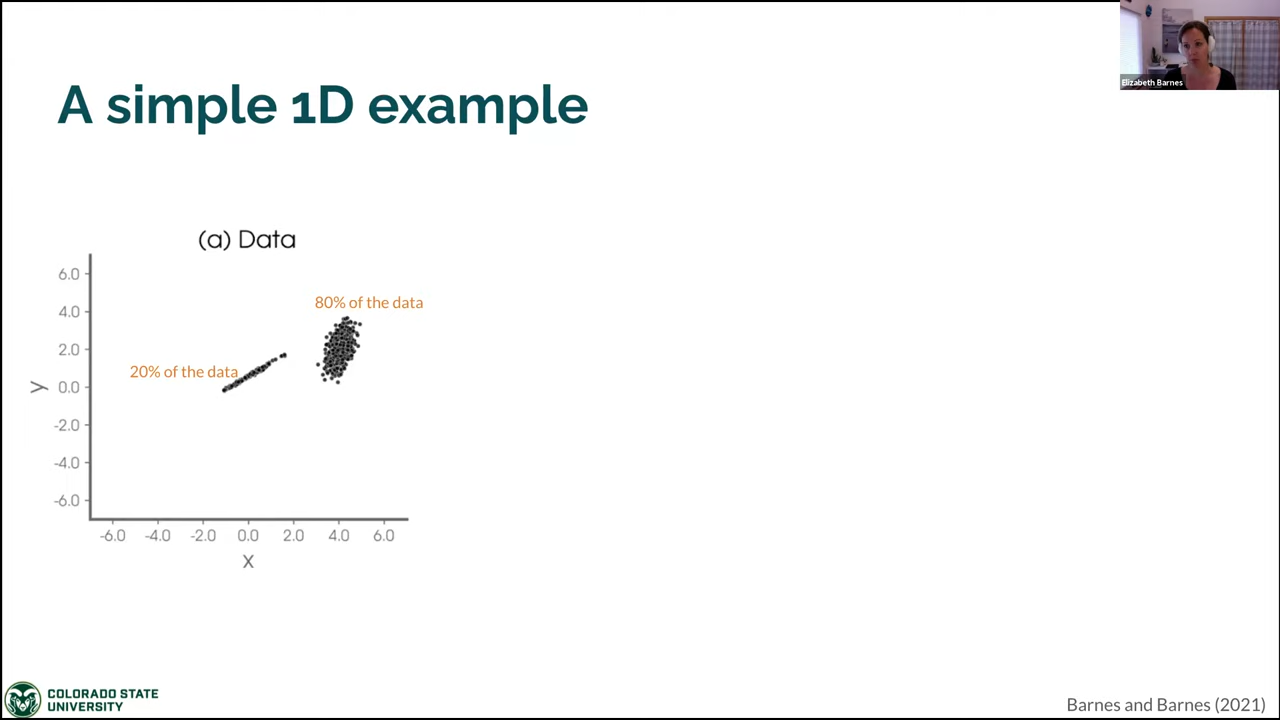 Elizabeth Barnes
A simple 1D example
(a) Data
6.0
4.0
2.0
0.0
-2.0
-4.0
-6.0
y
80% of the data
20% of the data
-6.0 -4.0 -2.0 0.0 2.0 4.0 6.0
x
COLORADO STATE
UNIVERSITY
Barnes and Barnes (2021)